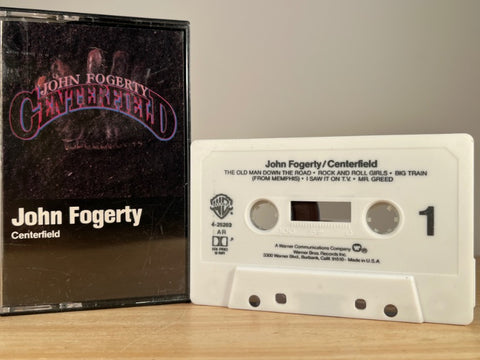 JOHN FOGERTY
CENTERFIELD
John Fogerty
Centerfield
John Fogerty/Centerfield
THE OLD MAN DOWN THE ROAD • ROCK AND ROLL GIRLS • BIG TRAIN
(FROM MEMPHIS) • I SAW IT ON T.V. • MR. GREED
4-25203
AR
1
A Warner Communications Company
Warner Bros. Records Inc.
3300 Warner Blvd., Burbank, Calif. 91510 • Made in U.S.A